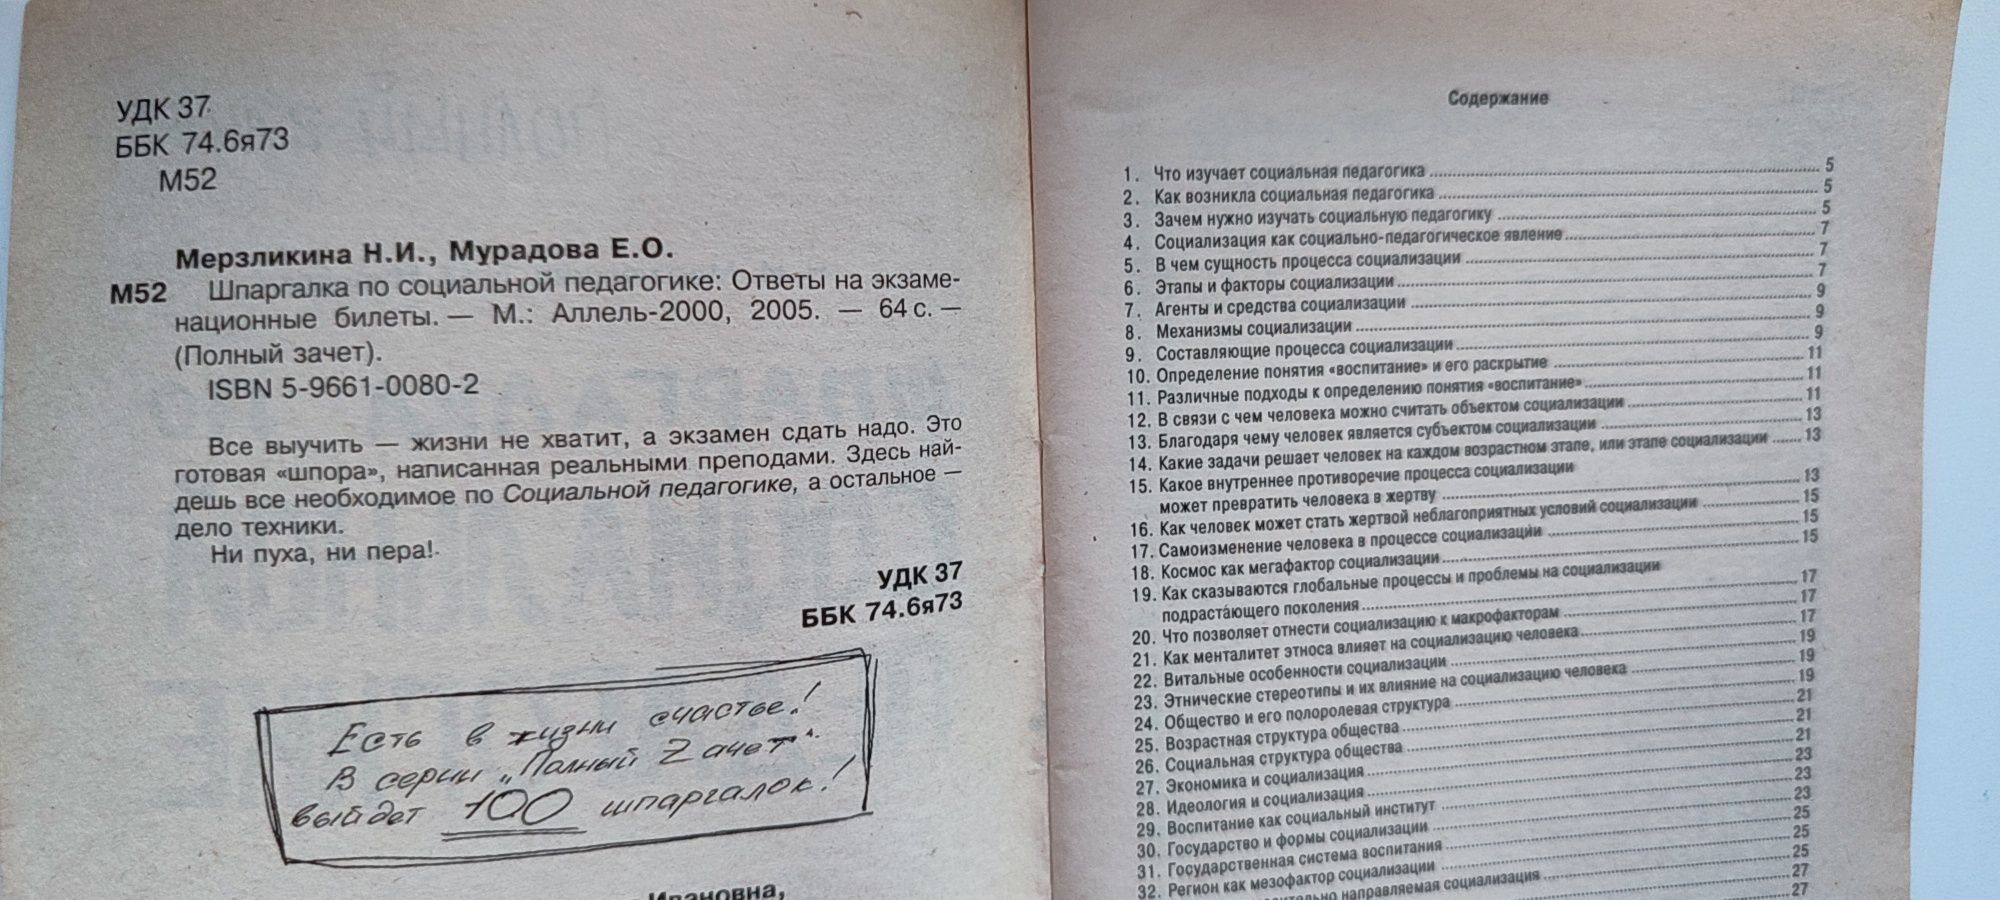 УДК 37
ББК 74.6я73
М52
Мерзликина Н.И., Мурадова Е.О.
М52 Шпаргалка по социальной педагогике: Ответы на экзаме-
национные билеты. — М.: Аллель-2000, 2005. — 64 с. —
(Полный зачет).
ISBN 5-9661-0080-2
Все выучить — жизни не хватит, а экзамен сдать надо. Это
готовая «шпора», написанная реальными преподами. Здесь най-
дешь все необходимое по Социальной педагогике, а остальное —
дело техники.
Ни пуха, ни пера!
УДК 37
ББК 74.6я73
Есть в жизни счастье!
В серии „Полный Zачет“
выйдет 100 шпаргалок!
Ивановна,
Содержание
1. Что изучает социальная педагогика 5
2. Как возникла социальная педагогика 5
3. Зачем нужно изучать социальную педагогику 5
4. Социализация как социально-педагогическое явление 7
5. В чем сущность процесса социализации 7
6. Этапы и факторы социализации 7
7. Агенты и средства социализации 9
8. Механизмы социализации 9
9. Составляющие процесса социализации 9
10. Определение понятия «воспитание» и его раскрытие 11
11. Различные подходы к определению понятия «воспитание» 11
12. В связи с чем человека можно считать объектом социализации 11
13. Благодаря чему человек является субъектом социализации 13
14. Какие задачи решает человек на каждом возрастном этапе, или этапе социализации 13
15. Какое внутреннее противоречие процесса социализации
может превратить человека в жертву 13
16. Как человек может стать жертвой неблагоприятных условий социализации 15
17. Самоизменение человека в процессе социализации 15
18. Космос как мегафактор социализации 15
19. Как сказываются глобальные процессы и проблемы на социализации
подрастающего поколения 17
20. Что позволяет отнести социализацию к макрофакторам 17
21. Как менталитет этноса влияет на социализацию человека 17
22. Витальные особенности социализации 19
23. Этнические стереотипы и их влияние на социализацию человека 19
24. Общество и его полоролевая структура 19
25. Возрастная структура общества 21
26. Социальная структура общества 21
27. Экономика и социализация 21
28. Идеология и социализация 23
29. Воспитание как социальный институт 23
30. Государство и формы социализации 23
31. Государственная система воспитания 25
32. Регион как мезофактор социализации 25
направляемая социализация 25
27
27